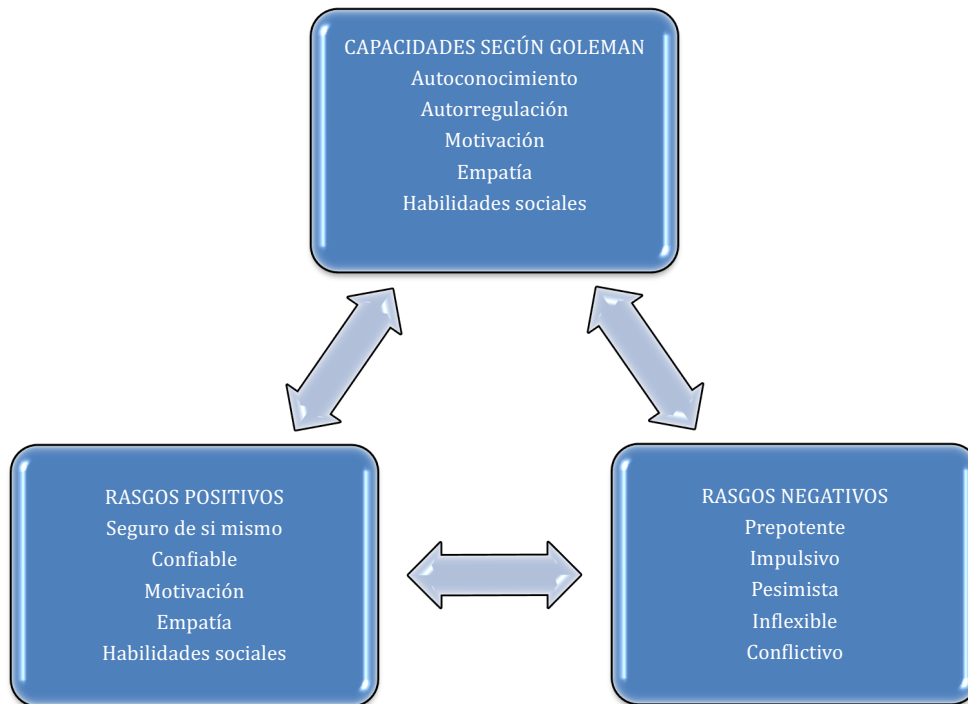 CAPACIDADES SEGÚN GOLEMAN
Autoconocimiento
Autorregulación
Motivación
Empatía
Habilidades sociales
RASGOS POSITIVOS
Seguro de si mismo
Confiable
Motivación
Empatía
Habilidades sociales
RASGOS NEGATIVOS
Prepotente
Impulsivo
Pesimista
Inflexible
Conflictivo